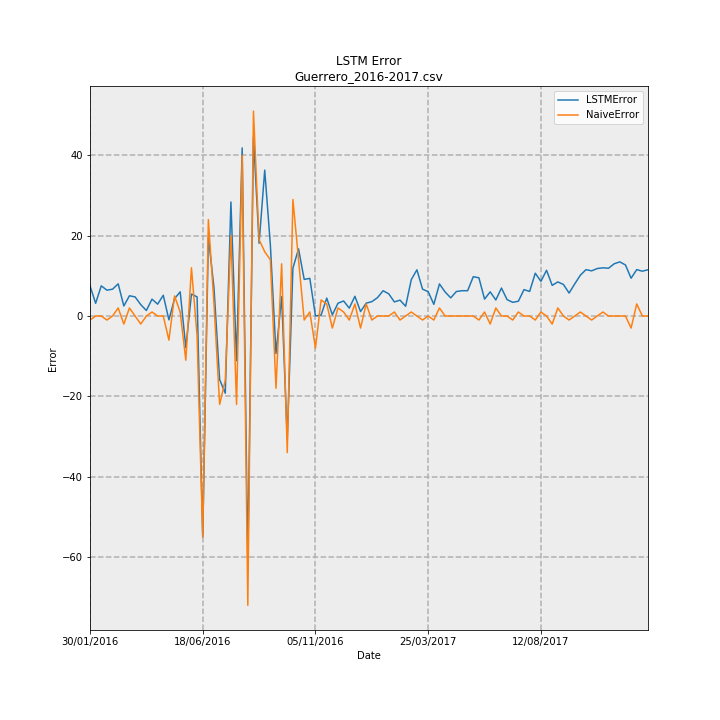 LSTM Error
Guerrero_2016-2017.csv
LSTMError
NaiveError
40
20
0
−20
−40
−60
Error
30/01/2016
18/06/2016
05/11/2016
25/03/2017
12/08/2017
Date